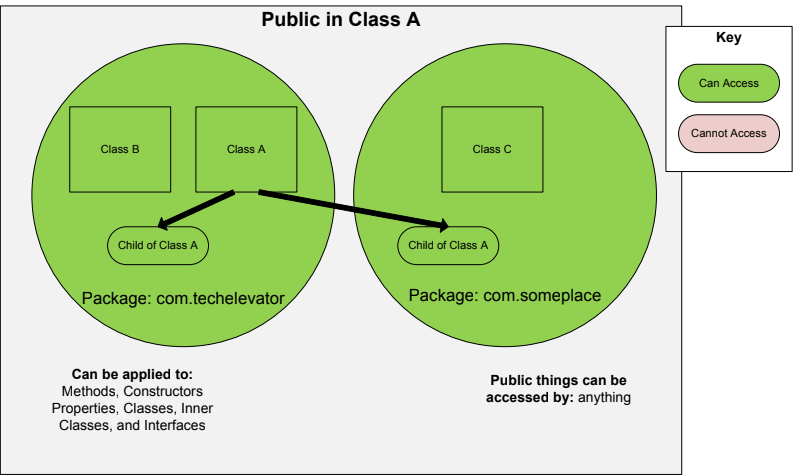 Public in Class A
Key
Can Access
Cannot Access
Class B
Class A
Class C
Child of Class A
Child of Class A
Package: com.techelevator
Package: com.someplace
Can be applied to:
Methods, Constructors
Properties, Classes, Inner
Classes, and Interfaces
Public things can be
accessed by: anything